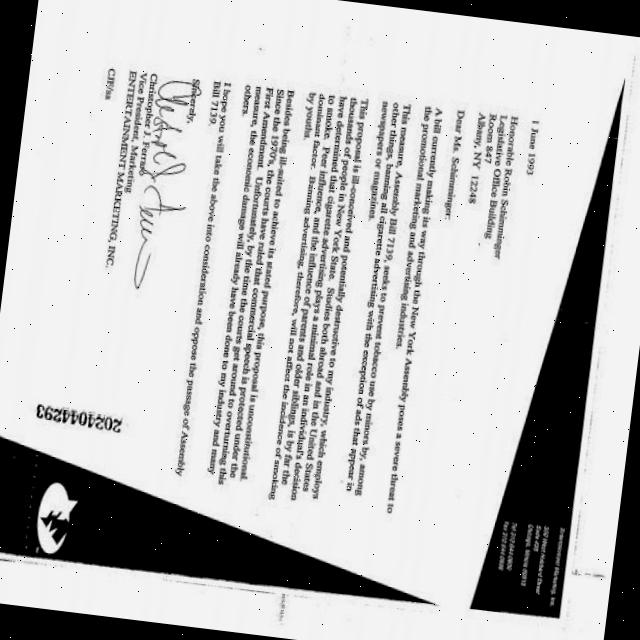 1 June 1993
Honorable Robin Schimminger
Legislative Office Building
Room 847
Albany, NY 12248
Dear Ms. Schimminger:
A bill currently making its way through the New York Assembly poses a severe threat to
the promotional marketing and advertising industries.
This measure, Assembly Bill 7139, seeks to prevent tobacco use by minors by, among
other things, banning all cigarette advertising with the exception of ads that appear in
newspapers or magazines.
This proposal is ill-conceived and potentially destructive to my industry, which employs
thousands of people in New York State. Studies both abroad and in the United States
have determined that cigarette advertising plays a minimal role in an individual's decision
to smoke. Peer influence, and the influence of parents and older siblings, is by far the
dominant factor. Banning advertising, therefore, will not affect the incidence of smoking
by youths.
Besides being ill-suited to achieve its stated purpose, this proposal is unconstitutional.
Since the 1970's, the courts have ruled that commercial speech is protected under the
First Amendment. Unfortunately, by the time the courts get around to overturning this
measure, the economic damage will already have been done to my industry and many
others.
I hope you will take the above into consideration and oppose the passage of Assembly
Bill 7139.
Sincerely,
Christopher J.
Vice President, Marketing
ENTERTAINMENT MARKETING, INC.
CJF/sa
2024044293